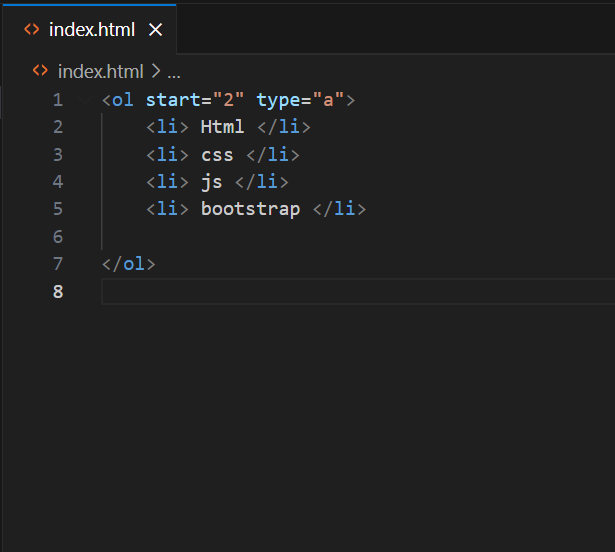 index.html
index.html > ...
1 <ol start="2" type="a">
2     <li> Html </li>
3     <li> css </li>
4     <li> js </li>
5     <li> bootstrap </li>
6
7 </ol>
8